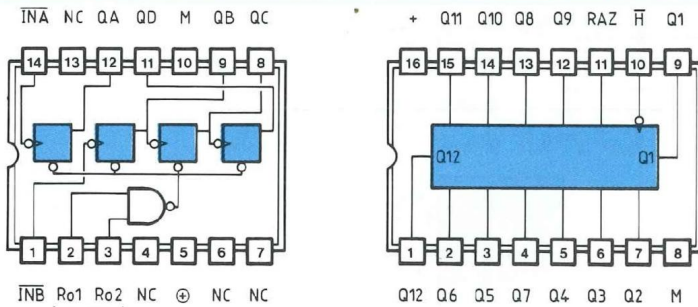 INA NC QA QD M QB QC
14 13 12 11 10 9 8
1 2 3 4 5 6 7
INB Ro1 Ro2 NC ⊕ NC NC
+ Q11 Q10 Q8 Q9 RAZ H Q1
16 15 14 13 12 11 10 9
Q12 Q1
1 2 3 4 5 6 7 8
Q12 Q6 Q5 Q7 Q4 Q3 Q2 M